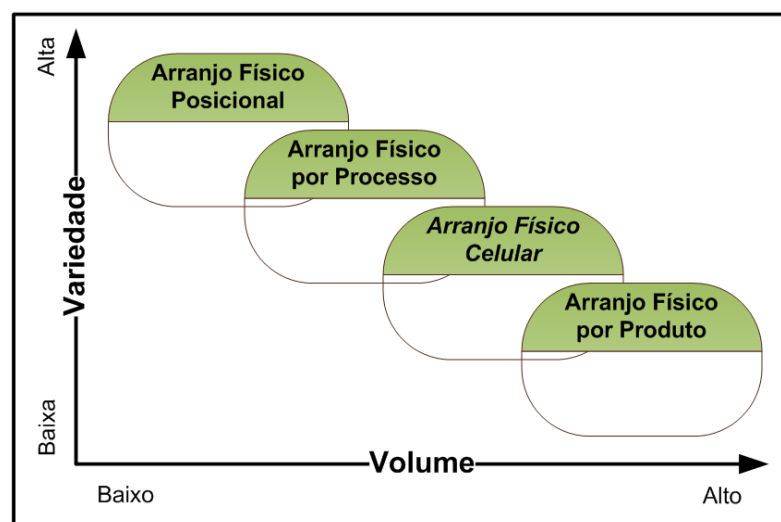 Alta
Arranjo Físico
Posicional
Arranjo Físico
por Processo
Variedade
Arranjo Físico
Celular
Arranjo Físico
por Produto
Baixa
Volume
Baixo
Alto